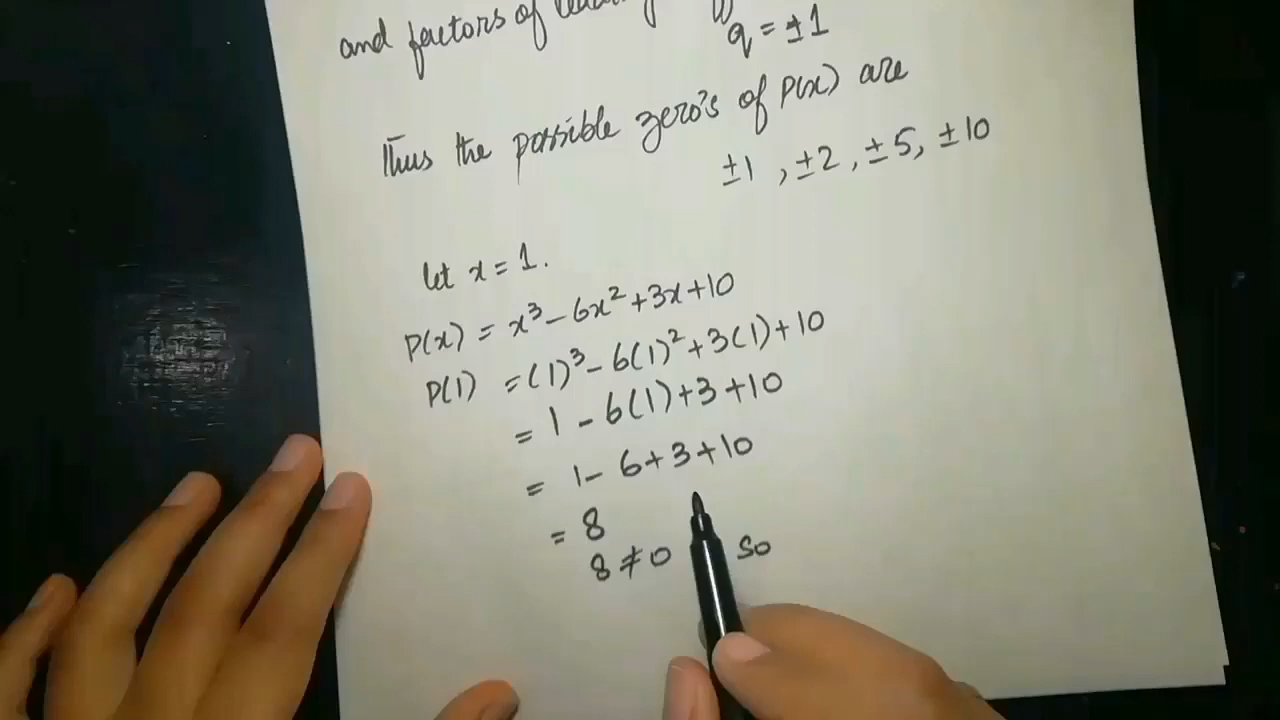 and factors of
q = ±1
Thus the possible zero's of p(x) are
±1 , ±2 , ±5, ±10
let x = 1.
P(x) = x³ - 6x² + 3x + 10
P(1) = (1)³ - 6(1)² + 3(1) + 10
= 1 - 6(1) + 3 + 10
= 1 - 6 + 3 + 10
= 8
8 ≠ 0 so